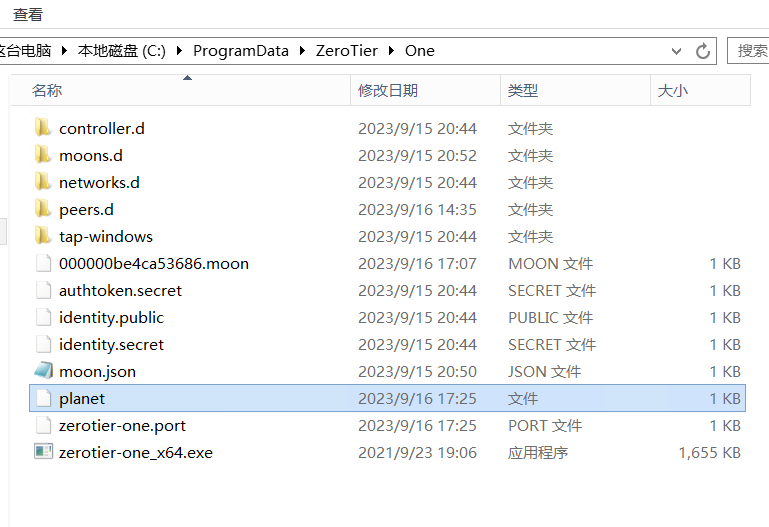 查看
这台电脑 本地磁盘 (C:) ProgramData ZeroTier One 搜索
名称 修改日期 类型 大小
controller.d 2023/9/15 20:44 文件夹
moons.d 2023/9/15 20:52 文件夹
networks.d 2023/9/15 20:44 文件夹
peers.d 2023/9/16 14:35 文件夹
tap-windows 2023/9/15 20:44 文件夹
000000be4ca53686.moon 2023/9/16 17:07 MOON 文件 1 KB
authtoken.secret 2023/9/15 20:44 SECRET 文件 1 KB
identity.public 2023/9/15 20:44 PUBLIC 文件 1 KB
identity.secret 2023/9/15 20:44 SECRET 文件 1 KB
moon.json 2023/9/15 20:50 JSON 文件 1 KB
planet 2023/9/16 17:25 文件 1 KB
zerotier-one.port 2023/9/16 17:25 PORT 文件 1 KB
zerotier-one_x64.exe 2021/9/23 19:06 应用程序 1,655 KB